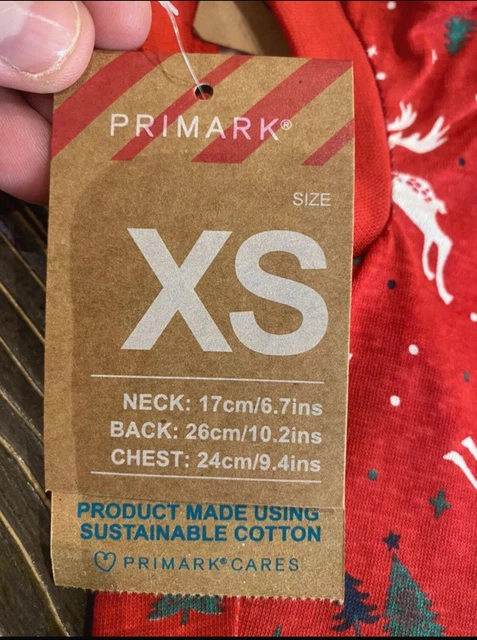 PRIMARK®
SIZE
XS
NECK: 17cm/6.7ins
BACK: 26cm/10.2ins
CHEST: 24cm/9.4ins
PRODUCT MADE USING
SUSTAINABLE COTTON
PRIMARK® CARES